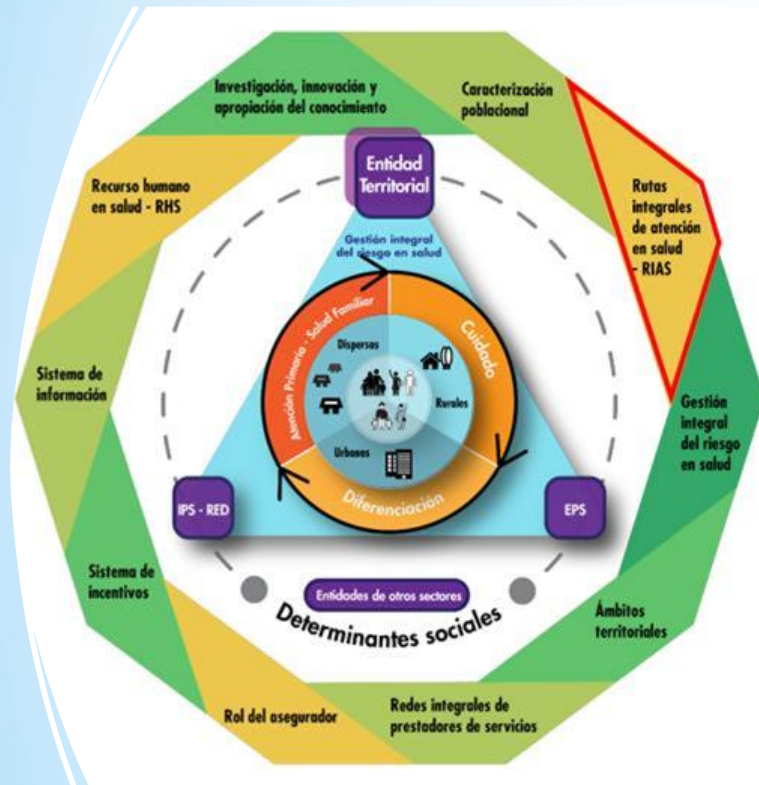 Investigación, innovación y
apropiación del conocimiento
Caracterización
poblacional
Rutas
integrales
de atención
en salud
- RIAS
Gestión
integral
del riesgo
en salud
Ámbitos
territoriales
Redes integrales de
prestadores de servicios
Rol del asegurador
Sistema de
incentivos
Sistema de
información
Recurso humano
en salud - RHS
Entidad
Territorial
Gestión integral
del riesgo en salud
Atención Primaria - Salud Familiar
Cuidado
Diferenciación
Dispersas
Rurales
Urbanas
IPS - RED
EPS
Entidades de otros sectores
Determinantes sociales